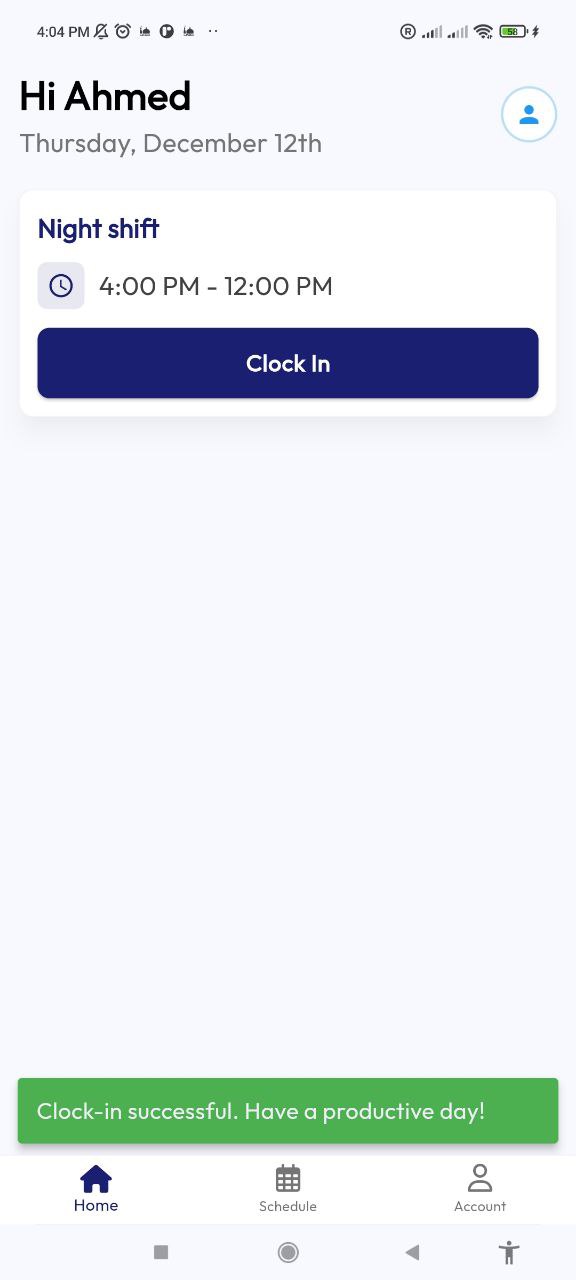 4:04 PM
58
Hi Ahmed
Thursday, December 12th
Night shift
4:00 PM - 12:00 PM
Clock In
Clock-in successful. Have a productive day!
Home
Schedule
Account